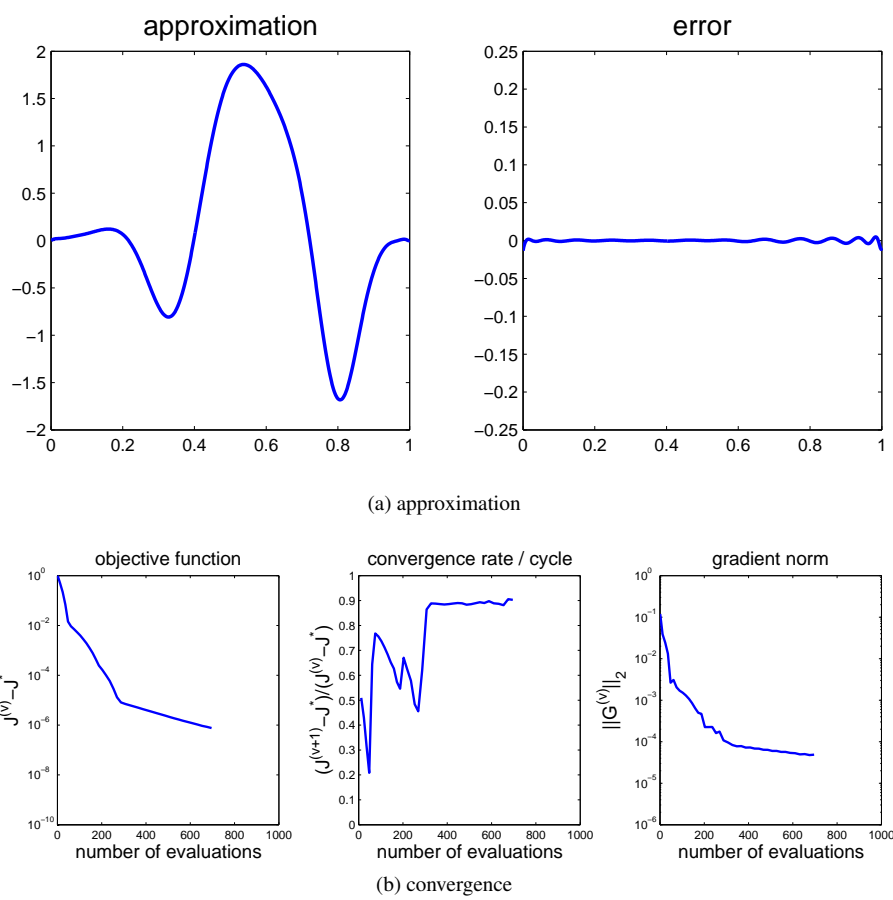 approximation
2
1.5
1
0.5
0
−0.5
−1
−1.5
−2
0 0.2 0.4 0.6 0.8 1
error
0.25
0.2
0.15
0.1
0.05
0
−0.05
−0.1
−0.15
−0.2
−0.25
0 0.2 0.4 0.6 0.8 1
(a) approximation
objective function
J^(ν)−J^*
10^0
10^−2
10^−4
10^−6
10^−8
10^−10
0 200 400 600 800 1000
number of evaluations
convergence rate / cycle
(J^(ν+1)−J^*)/(J^(ν)−J^*)
1
0.9
0.8
0.7
0.6
0.5
0.4
0.3
0.2
0.1
0
0 200 400 600 800 1000
number of evaluations
gradient norm
||G^(ν)||_2
10^0
10^−1
10^−2
10^−3
10^−4
10^−5
10^−6
0 200 400 600 800 1000
number of evaluations
(b) convergence